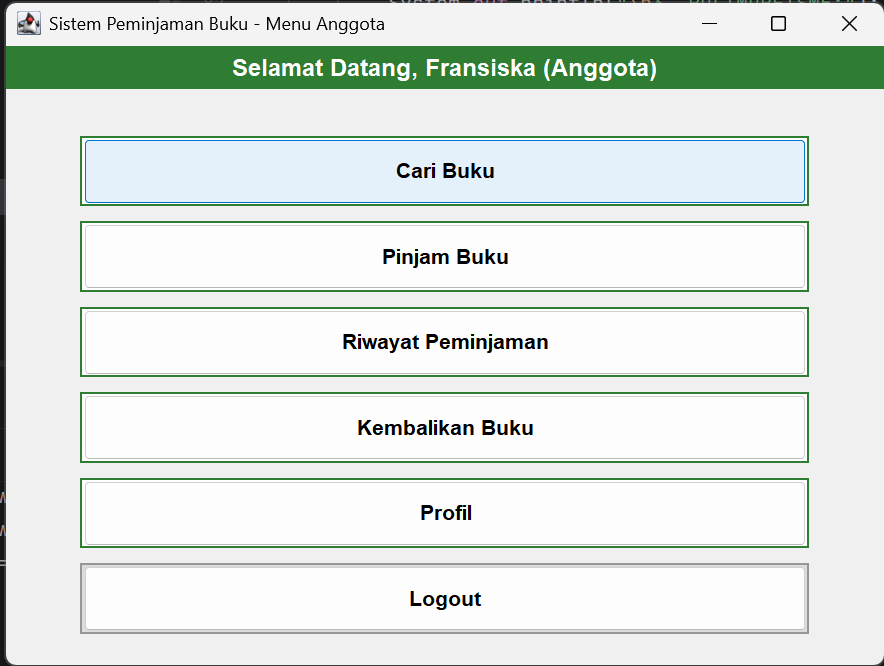 Sistem Peminjaman Buku - Menu Anggota
Selamat Datang, Fransiska (Anggota)
Cari Buku
Pinjam Buku
Riwayat Peminjaman
Kembalikan Buku
Profil
Logout